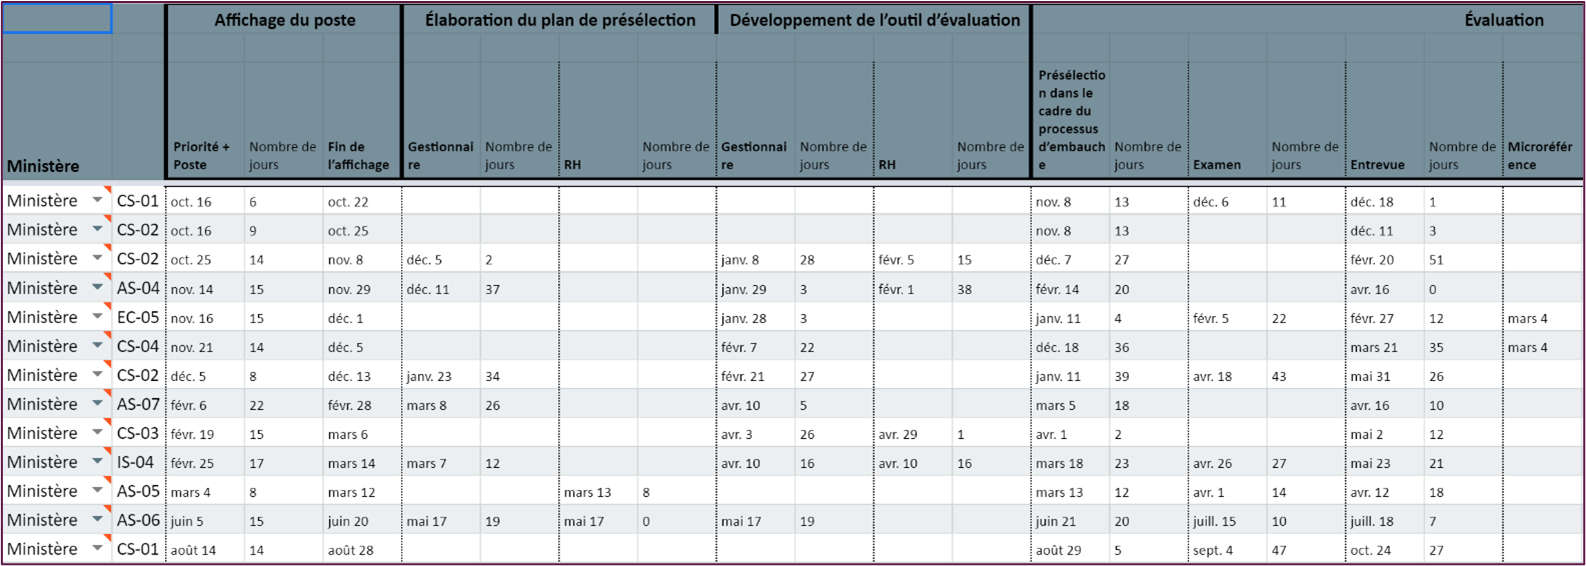 Affichage du poste Élaboration du plan de présélection Développement de l’outil d’évaluation Évaluation
Ministère Priorité + Poste Nombre de jours Fin de l’affichage Gestionnaire Nombre de jours RH Nombre de jours Gestionnaire Nombre de jours RH Nombre de jours Présélection dans le cadre du processus d’embauche Nombre de jours Examen Nombre de jours Entrevue Nombre de jours Microréférence
Ministère CS-01 oct. 16 6 oct. 22 nov. 8 13 déc. 6 11 déc. 18 1
Ministère CS-02 oct. 16 9 oct. 25 nov. 8 13 déc. 11 3
Ministère CS-02 oct. 25 14 nov. 8 déc. 5 2 janv. 8 28 févr. 5 15 déc. 7 27 févr. 20 51
Ministère AS-04 nov. 14 15 nov. 29 déc. 11 37 janv. 29 3 févr. 1 38 févr. 14 20 avr. 16 0
Ministère EC-05 nov. 16 15 déc. 1 janv. 28 3 janv. 11 4 févr. 5 22 févr. 27 12 mars 4
Ministère CS-04 nov. 21 14 déc. 5 févr. 7 22 déc. 18 36 mars 21 35 mars 4
Ministère CS-02 déc. 5 8 déc. 13 janv. 23 34 févr. 21 27 janv. 11 39 avr. 18 43 mai 31 26
Ministère AS-07 févr. 6 22 févr. 28 mars 8 26 avr. 10 5 mars 5 18 avr. 16 10
Ministère CS-03 févr. 19 15 mars 6 avr. 3 26 avr. 29 1 avr. 1 2 mai 2 12
Ministère IS-04 févr. 25 17 mars 14 mars 7 12 avr. 10 16 avr. 10 16 mars 18 23 avr. 26 27 mai 23 21
Ministère AS-05 mars 4 8 mars 12 mars 13 8 mars 13 12 avr. 1 14 avr. 12 18
Ministère AS-06 juin 5 15 juin 20 mai 17 19 mai 17 0 mai 17 19 juin 21 20 juill. 15 10 juill. 18 7
Ministère CS-01 août 14 14 août 28 août 29 5 sept. 4 47 oct. 24 27